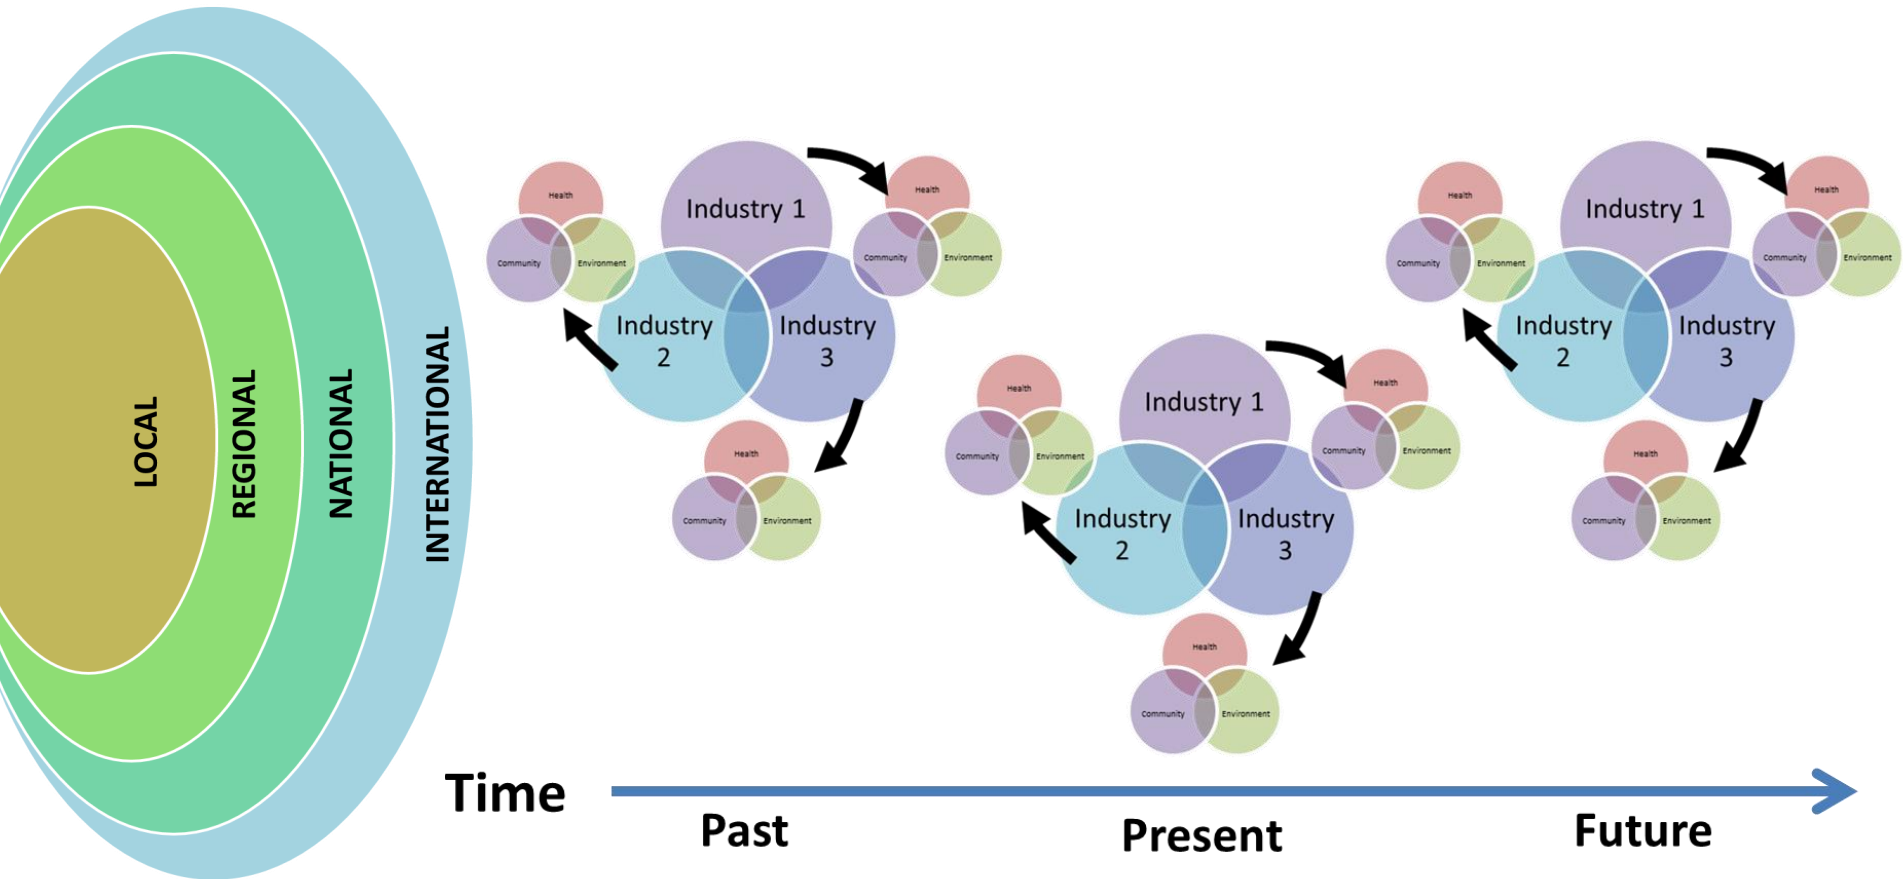 LOCAL
REGIONAL
NATIONAL
INTERNATIONAL
Health
Community
Environment
Industry 1
Industry
2
Industry
3
Health
Community
Environment
Health
Community
Environment
Health
Community
Environment
Industry 1
Industry
2
Industry
3
Health
Community
Environment
Health
Community
Environment
Health
Community
Environment
Industry 1
Industry
2
Industry
3
Health
Community
Environment
Health
Community
Environment
Time
Past
Present
Future